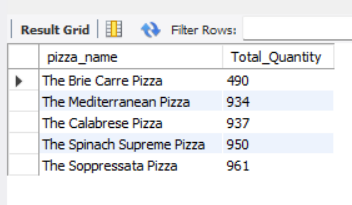 Result Grid Filter Rows:
pizza_name Total_Quantity
The Brie Carre Pizza 490
The Mediterranean Pizza 934
The Calabrese Pizza 937
The Spinach Supreme Pizza 950
The Soppressata Pizza 961